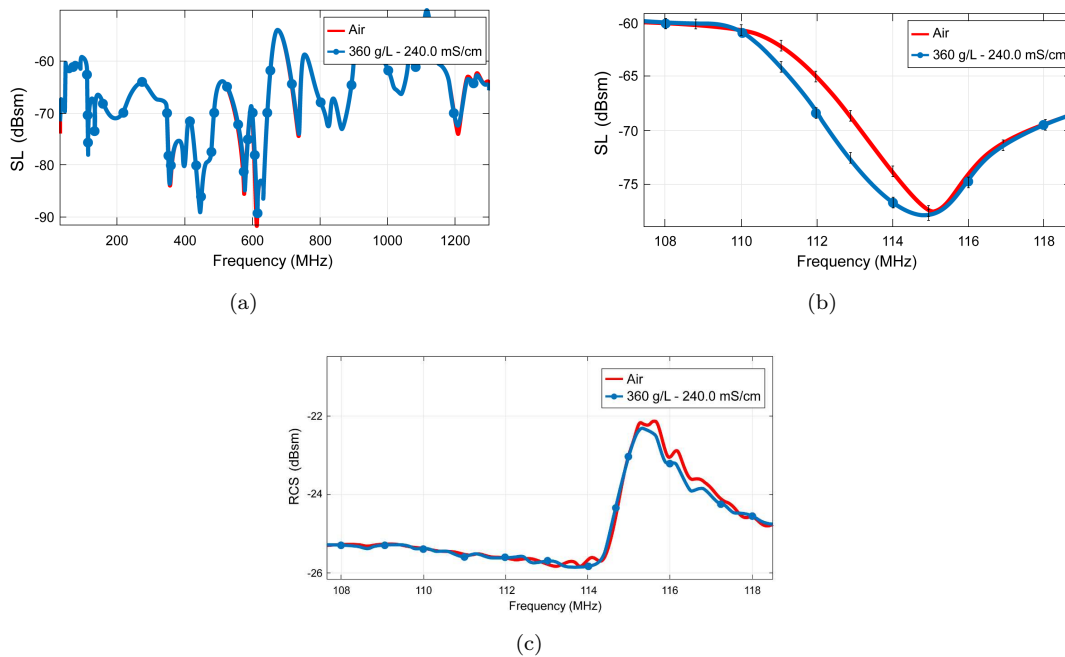 SL (dBsm)
-60
-70
-80
-90
Air
360 g/L - 240.0 mS/cm
200 400 600 800 1000 1200
Frequency (MHz)
(a)
SL (dBsm)
-60
-65
-70
-75
Air
360 g/L - 240.0 mS/cm
108 110 112 114 116 118
Frequency (MHz)
(b)
RCS (dBsm)
-22
-24
-26
Air
360 g/L - 240.0 mS/cm
108 110 112 114 116 118
Frequency (MHz)
(c)